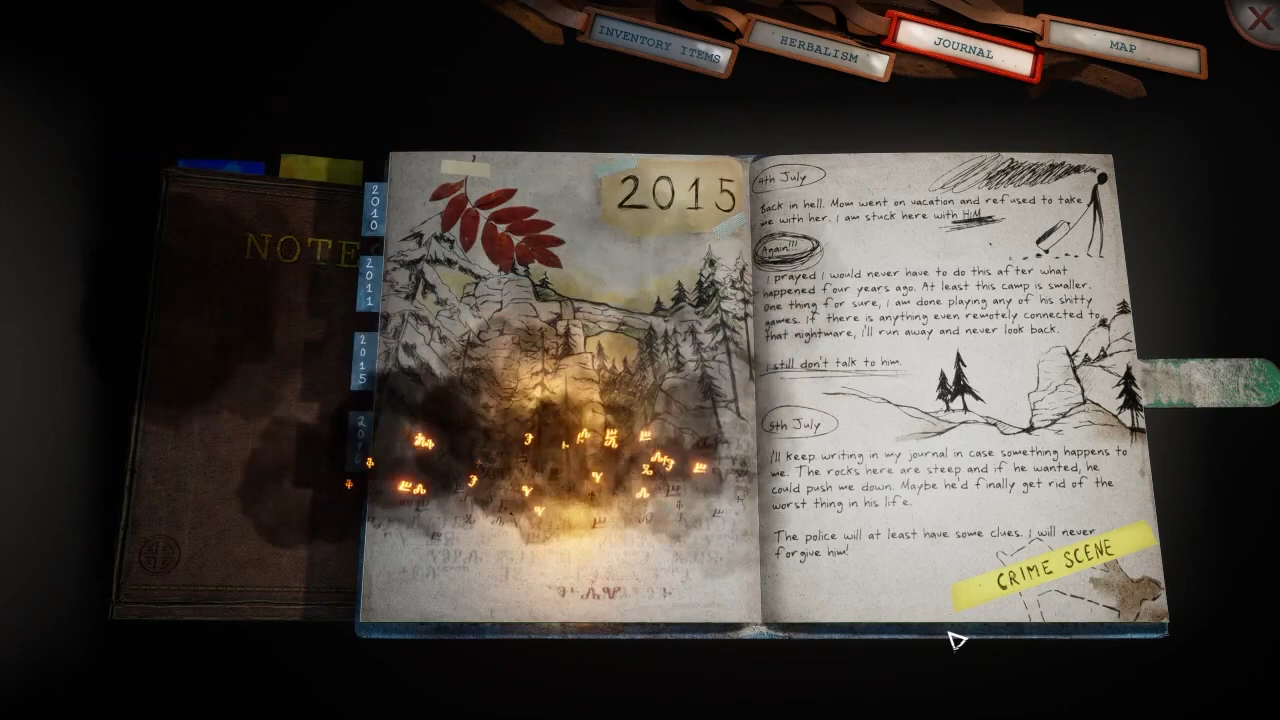 INVENTORY ITEMS
HERBALISM
JOURNAL
MAP
X
NOTE
2010
2011
2015
2015
4th July
Back in hell. Mom went on vacation and refused to take
me with her. I am stuck here with HIM
Again!!!
I prayed I would never have to do this after what
happened four years ago. At least this camp is smaller.
One thing for sure, I am done playing any of his shitty
games. If there is anything even remotely connected to
that nightmare, I'll run away and never look back.
I still don't talk to him.
5th July
I'll keep writing in my journal in case something happens to
me. The rocks here are steep and if he wanted, he
could push me down. Maybe he'd finally get rid of the
worst thing in his life.
The police will at least have some clues. I will never
forgive him!
CRIME SCENE